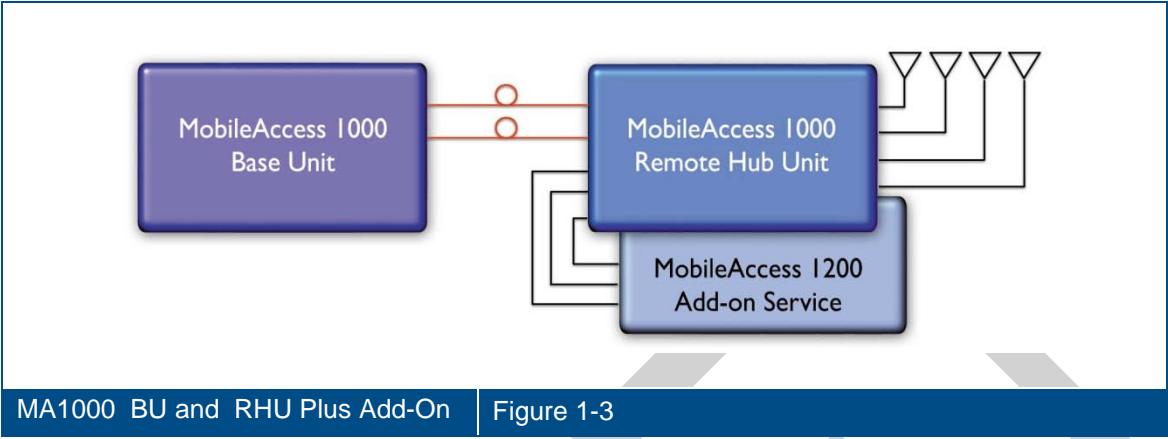 MobileAccess 1000
Base Unit
MobileAccess 1000
Remote Hub Unit
MobileAccess 1200
Add-on Service
MA1000 BU and RHU Plus Add-On
Figure 1-3